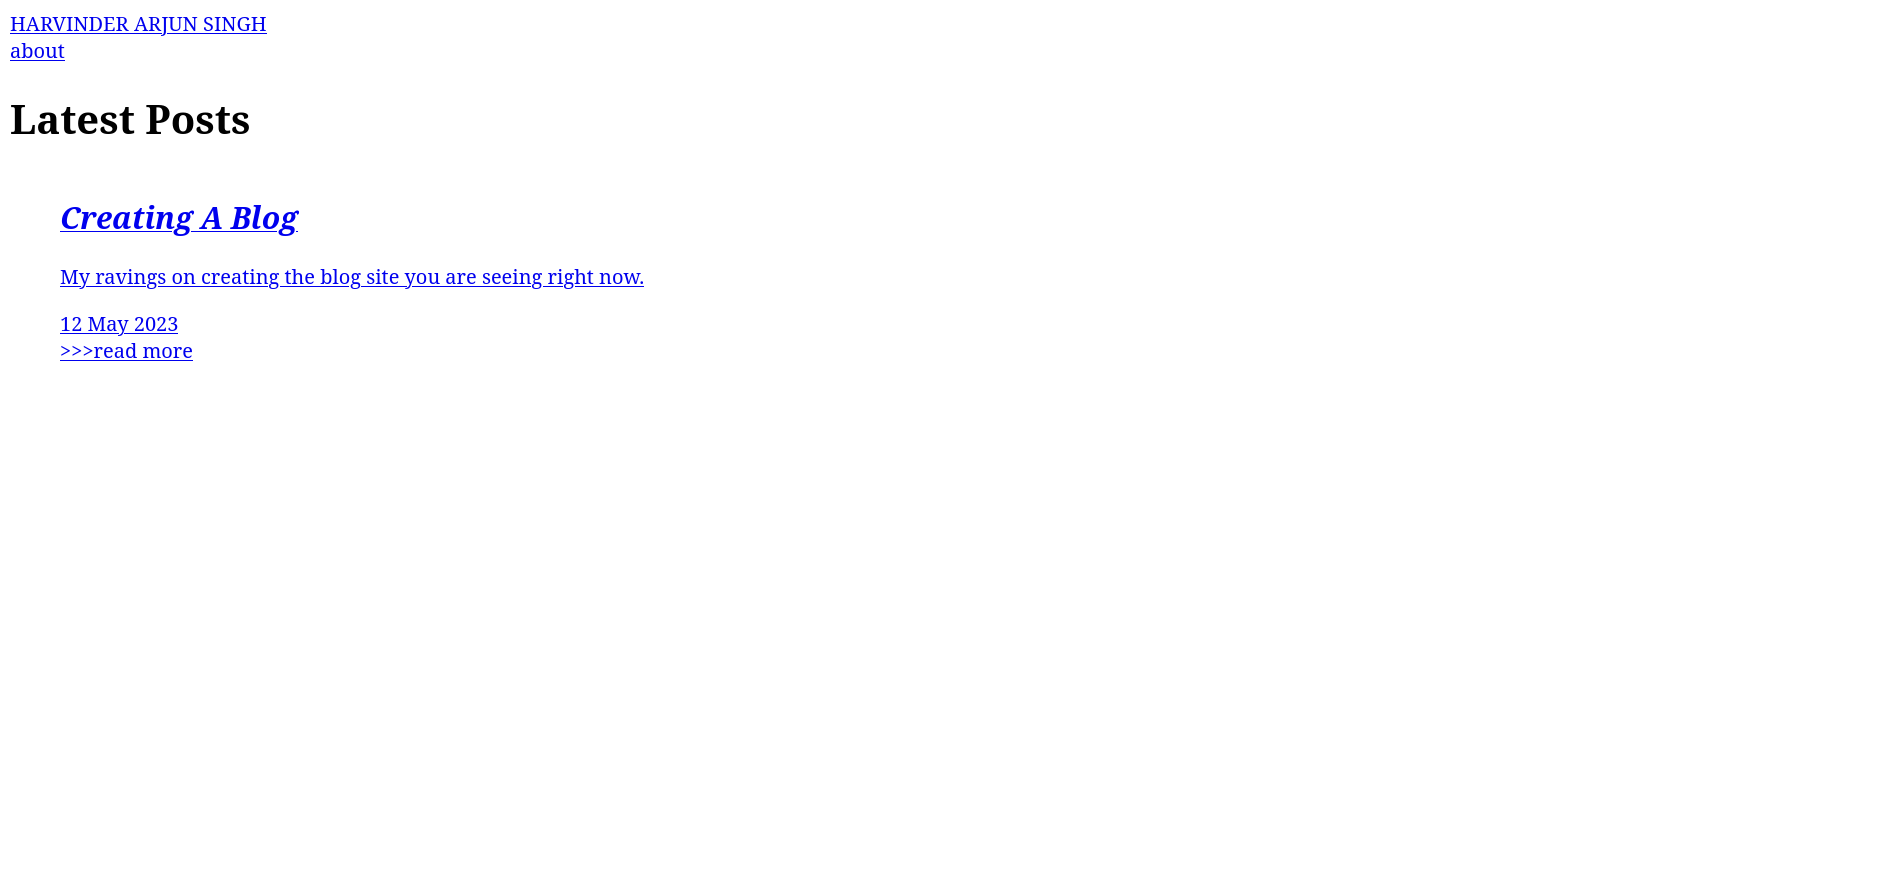 HARVINDER ARJUN SINGH
about
Latest Posts
Creating A Blog
My ravings on creating the blog site you are seeing right now.
12 May 2023
>>>read more